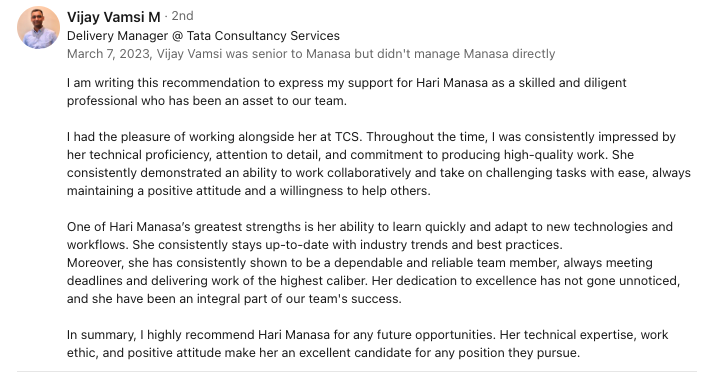 Vijay Vamsi M · 2nd
Delivery Manager @ Tata Consultancy Services
March 7, 2023, Vijay Vamsi was senior to Manasa but didn't manage Manasa directly
I am writing this recommendation to express my support for Hari Manasa as a skilled and diligent
professional who has been an asset to our team.
I had the pleasure of working alongside her at TCS. Throughout the time, I was consistently impressed by
her technical proficiency, attention to detail, and commitment to producing high-quality work. She
consistently demonstrated an ability to work collaboratively and take on challenging tasks with ease, always
maintaining a positive attitude and a willingness to help others.
One of Hari Manasa’s greatest strengths is her ability to learn quickly and adapt to new technologies and
workflows. She consistently stays up-to-date with industry trends and best practices.
Moreover, she has consistently shown to be a dependable and reliable team member, always meeting
deadlines and delivering work of the highest caliber. Her dedication to excellence has not gone unnoticed,
and she have been an integral part of our team's success.
In summary, I highly recommend Hari Manasa for any future opportunities. Her technical expertise, work
ethic, and positive attitude make her an excellent candidate for any position they pursue.